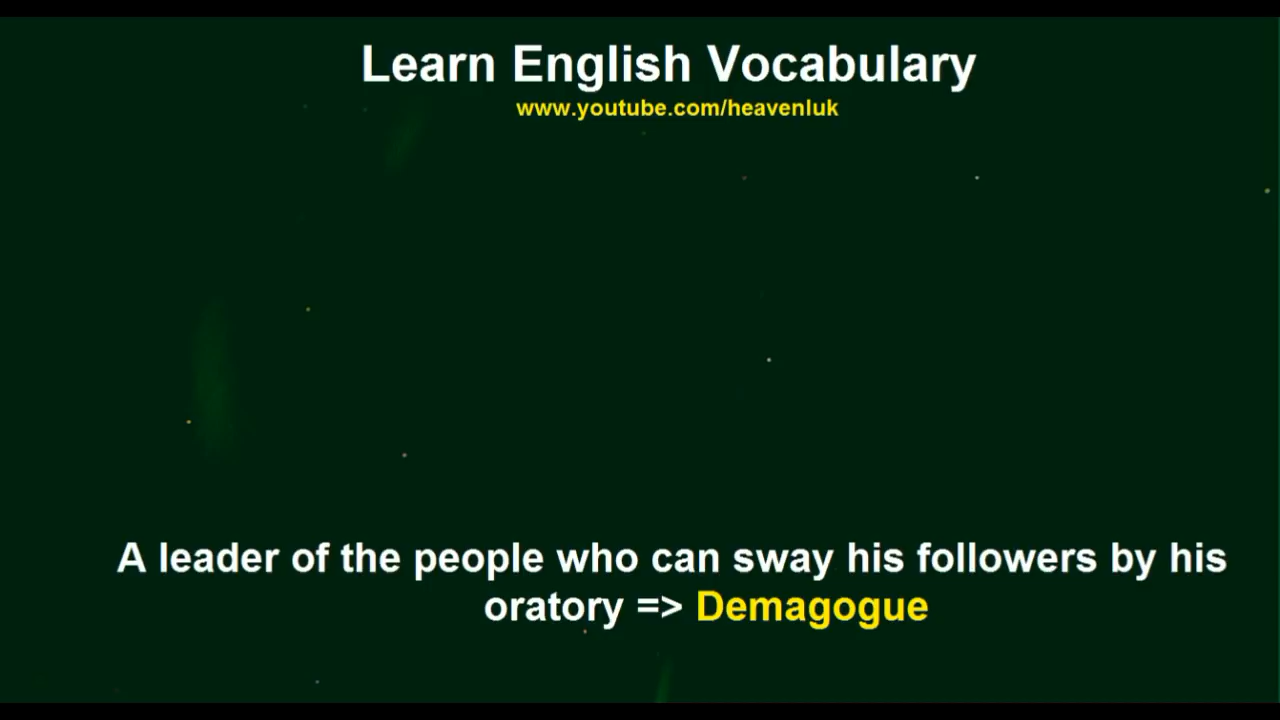 Learn English Vocabulary
www.youtube.com/heavenluk
A leader of the people who can sway his followers by his
oratory => Demagogue